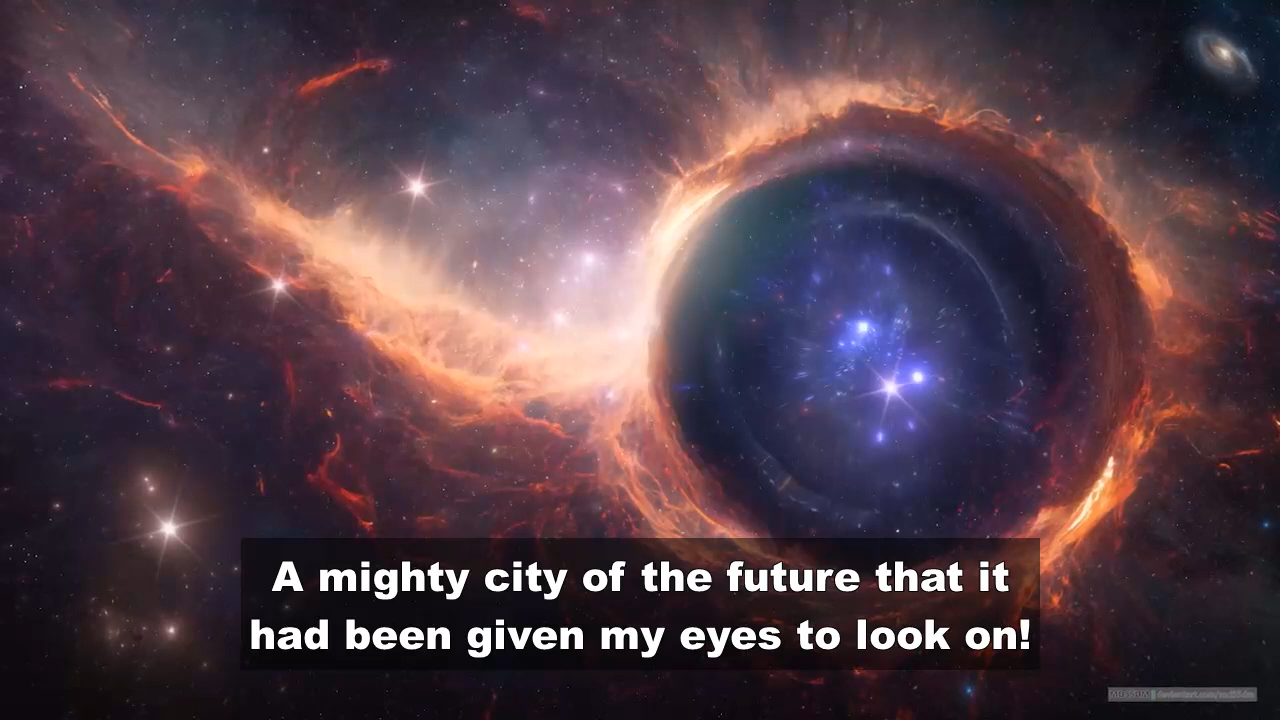 A mighty city of the future that it
had been given my eyes to look on!